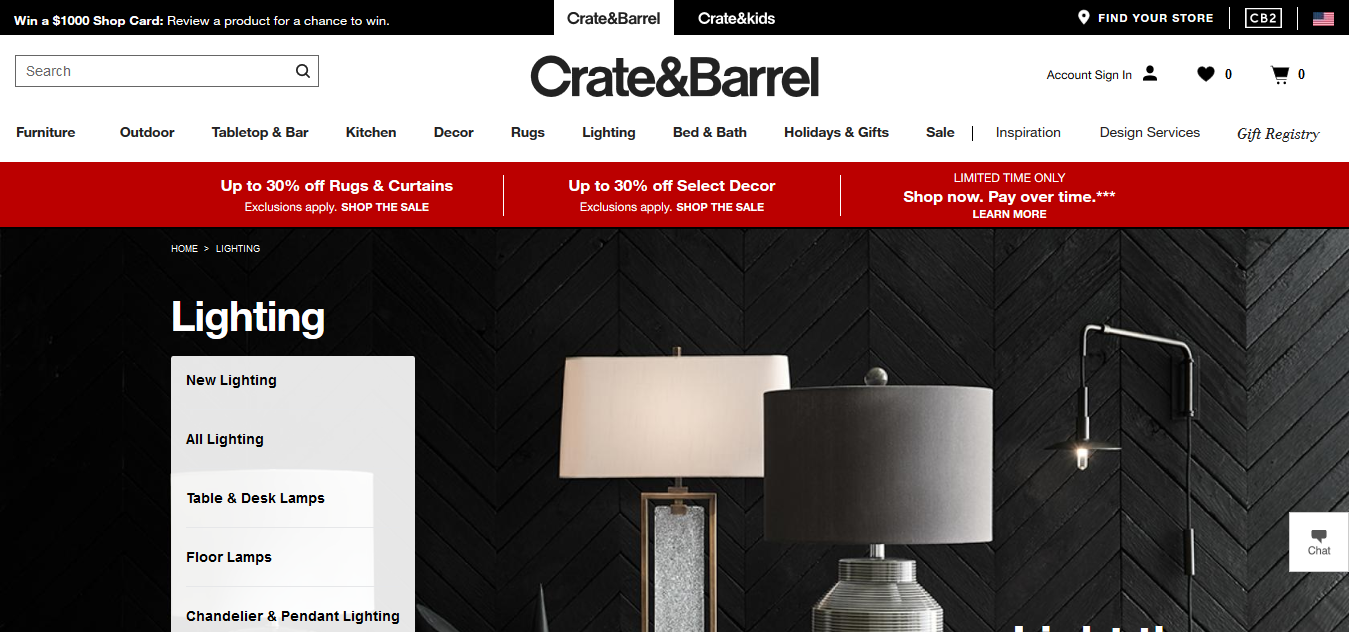 Win a $1000 Shop Card: Review a product for a chance to win.
Crate&Barrel
Crate&kids
FIND YOUR STORE
CB2
Search
Crate&Barrel
Account Sign In
0
0
Furniture
Outdoor
Tabletop & Bar
Kitchen
Decor
Rugs
Lighting
Bed & Bath
Holidays & Gifts
Sale
Inspiration
Design Services
Gift Registry
Up to 30% off Rugs & Curtains
Exclusions apply. SHOP THE SALE
Up to 30% off Select Decor
Exclusions apply. SHOP THE SALE
LIMITED TIME ONLY
Shop now. Pay over time.***
LEARN MORE
HOME > LIGHTING
Lighting
New Lighting
All Lighting
Table & Desk Lamps
Floor Lamps
Chandelier & Pendant Lighting
Chat